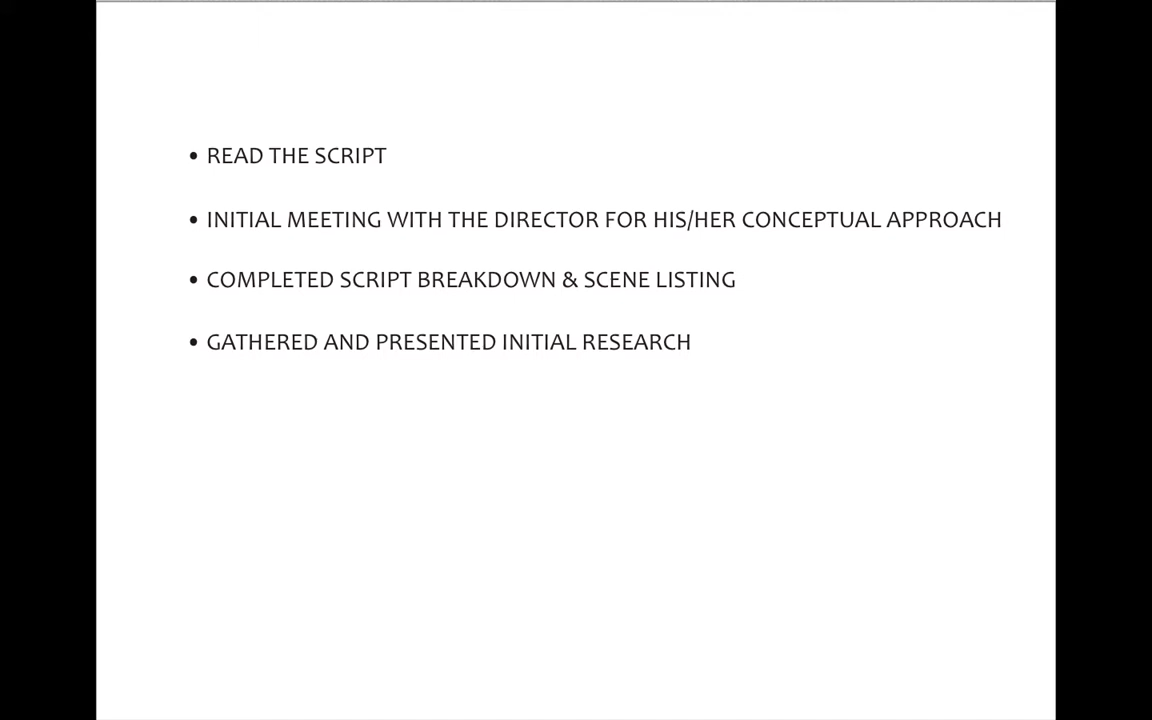 • READ THE SCRIPT
• INITIAL MEETING WITH THE DIRECTOR FOR HIS/HER CONCEPTUAL APPROACH
• COMPLETED SCRIPT BREAKDOWN & SCENE LISTING
• GATHERED AND PRESENTED INITIAL RESEARCH